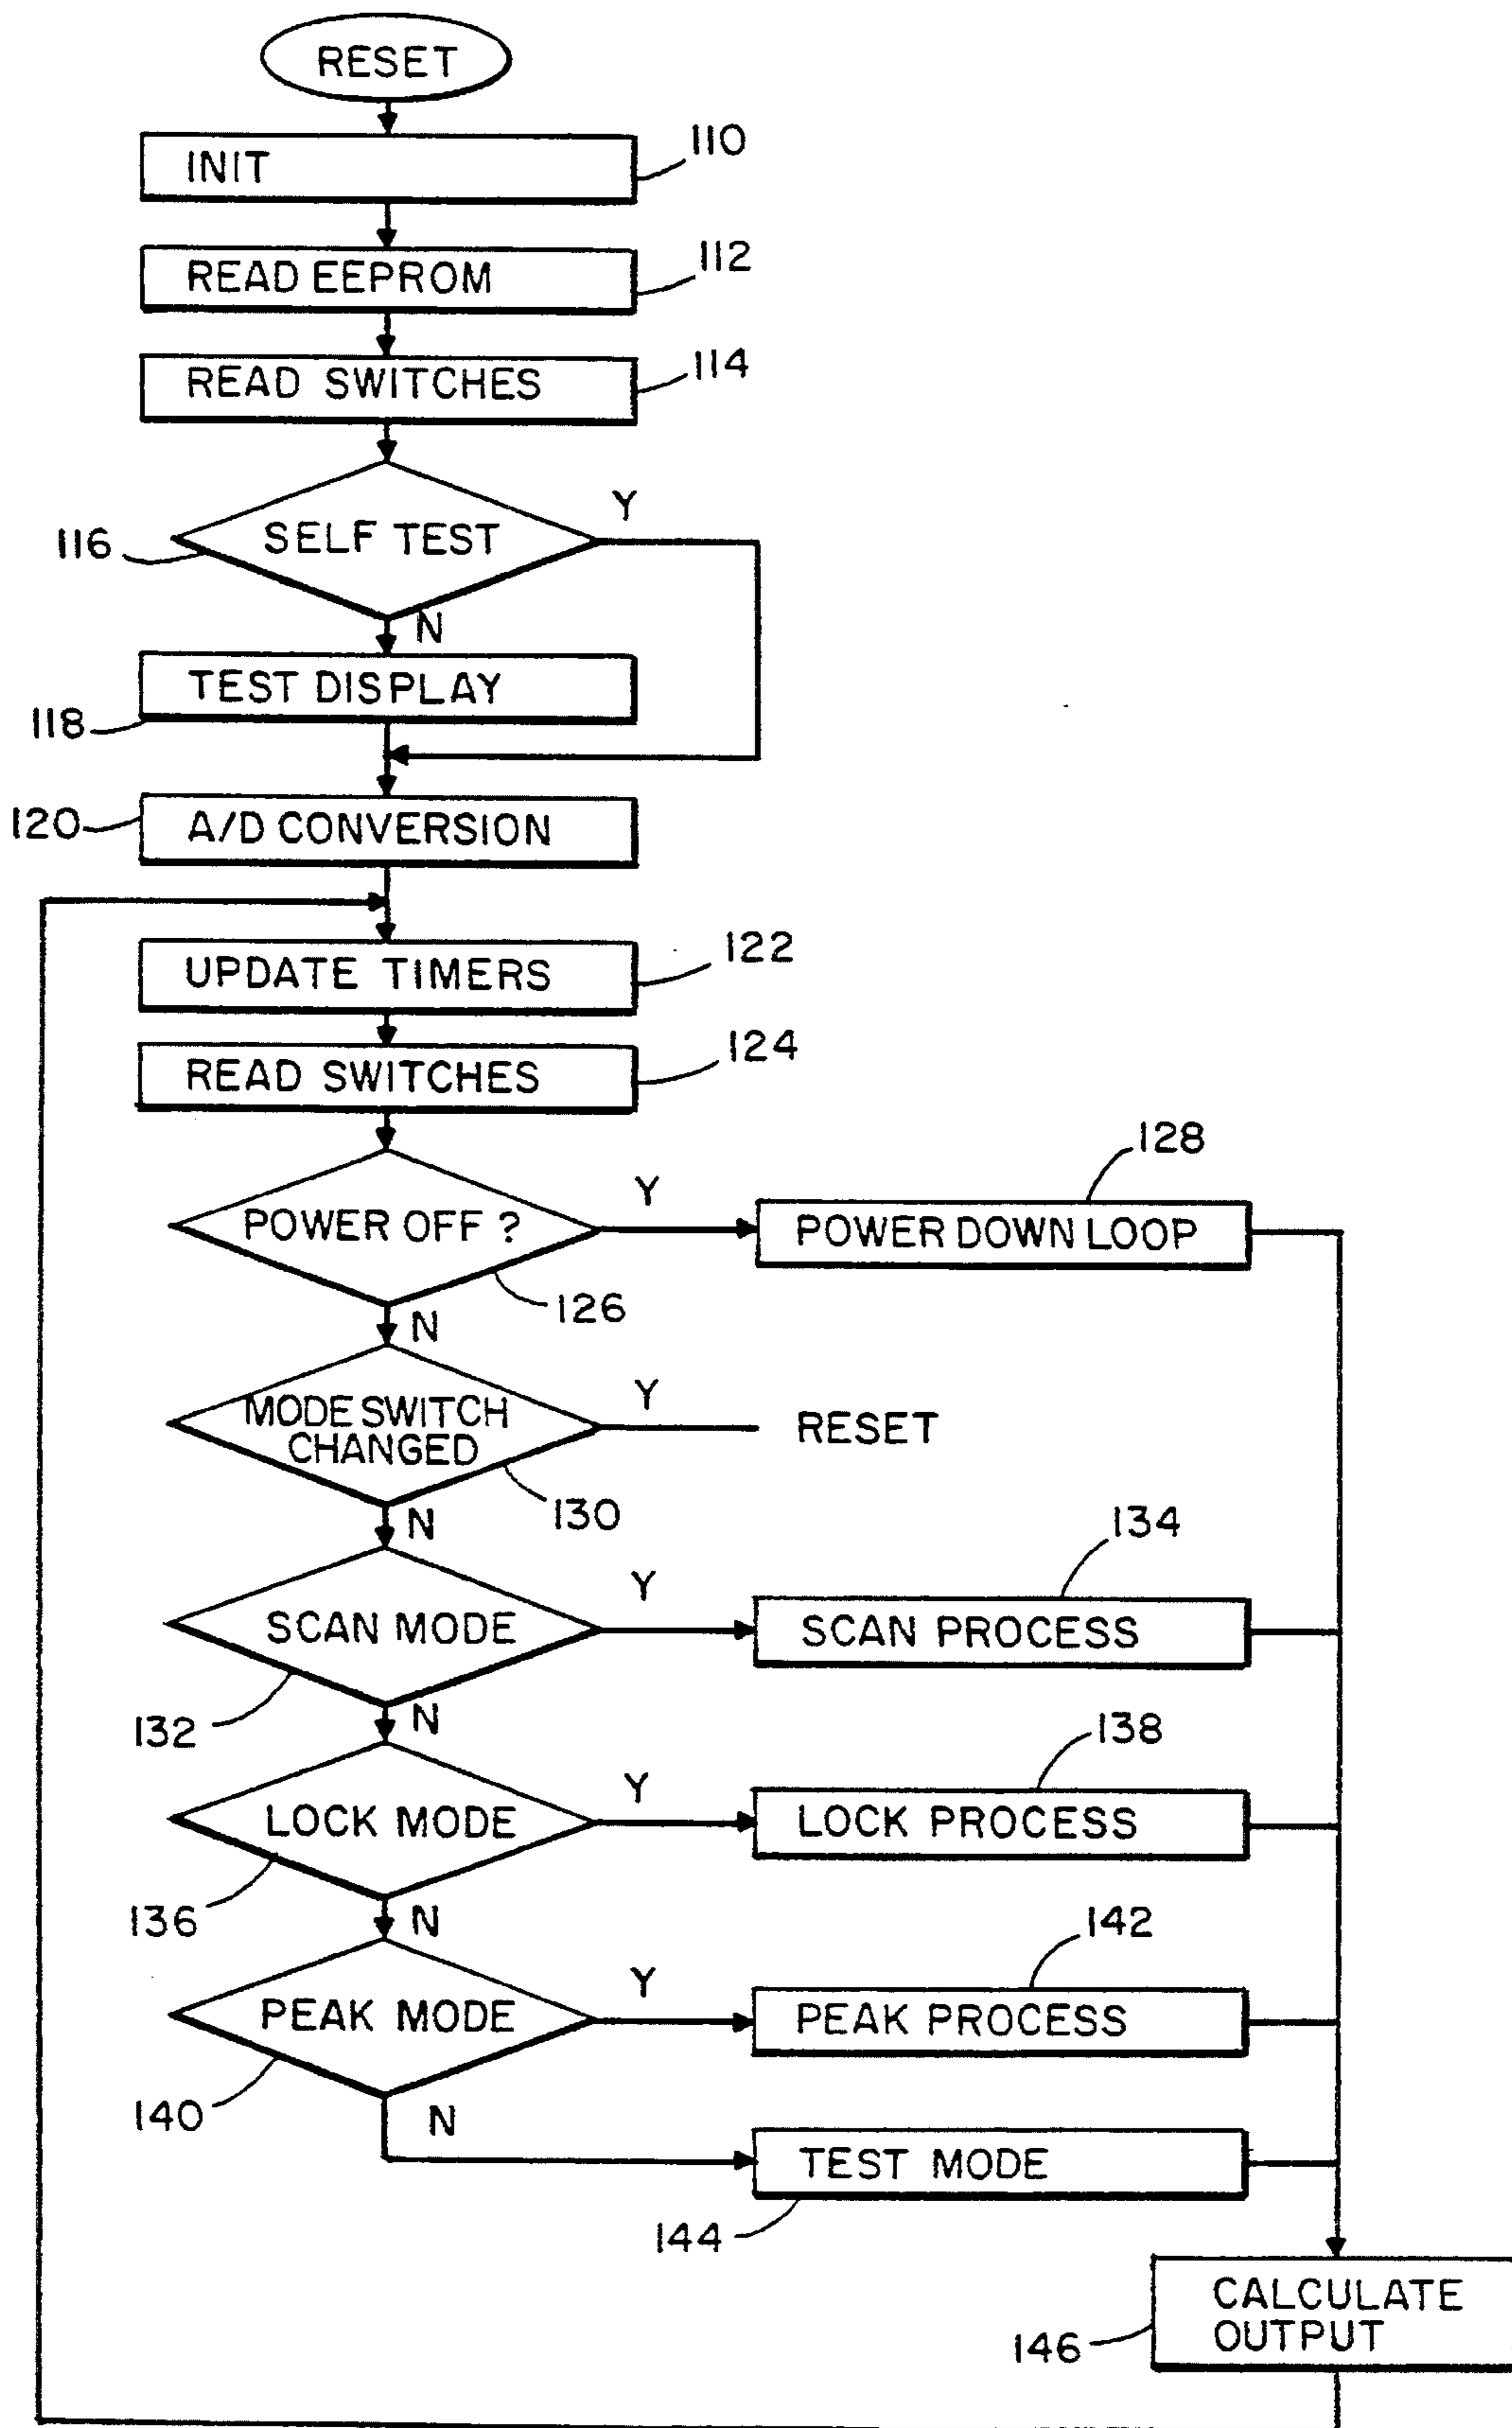 RESET
INIT
110
READ EEPROM
112
READ SWITCHES
114
SELF TEST
Y
116
N
TEST DISPLAY
118
A/D CONVERSION
120
UPDATE TIMERS
122
READ SWITCHES
124
POWER OFF ?
Y
126
N
POWER DOWN LOOP
128
MODE SWITCH
CHANGED
Y
RESET
130
N
SCAN MODE
Y
132
N
SCAN PROCESS
134
LOCK MODE
Y
136
N
LOCK PROCESS
138
PEAK MODE
Y
140
N
PEAK PROCESS
142
TEST MODE
144
CALCULATE
OUTPUT
146